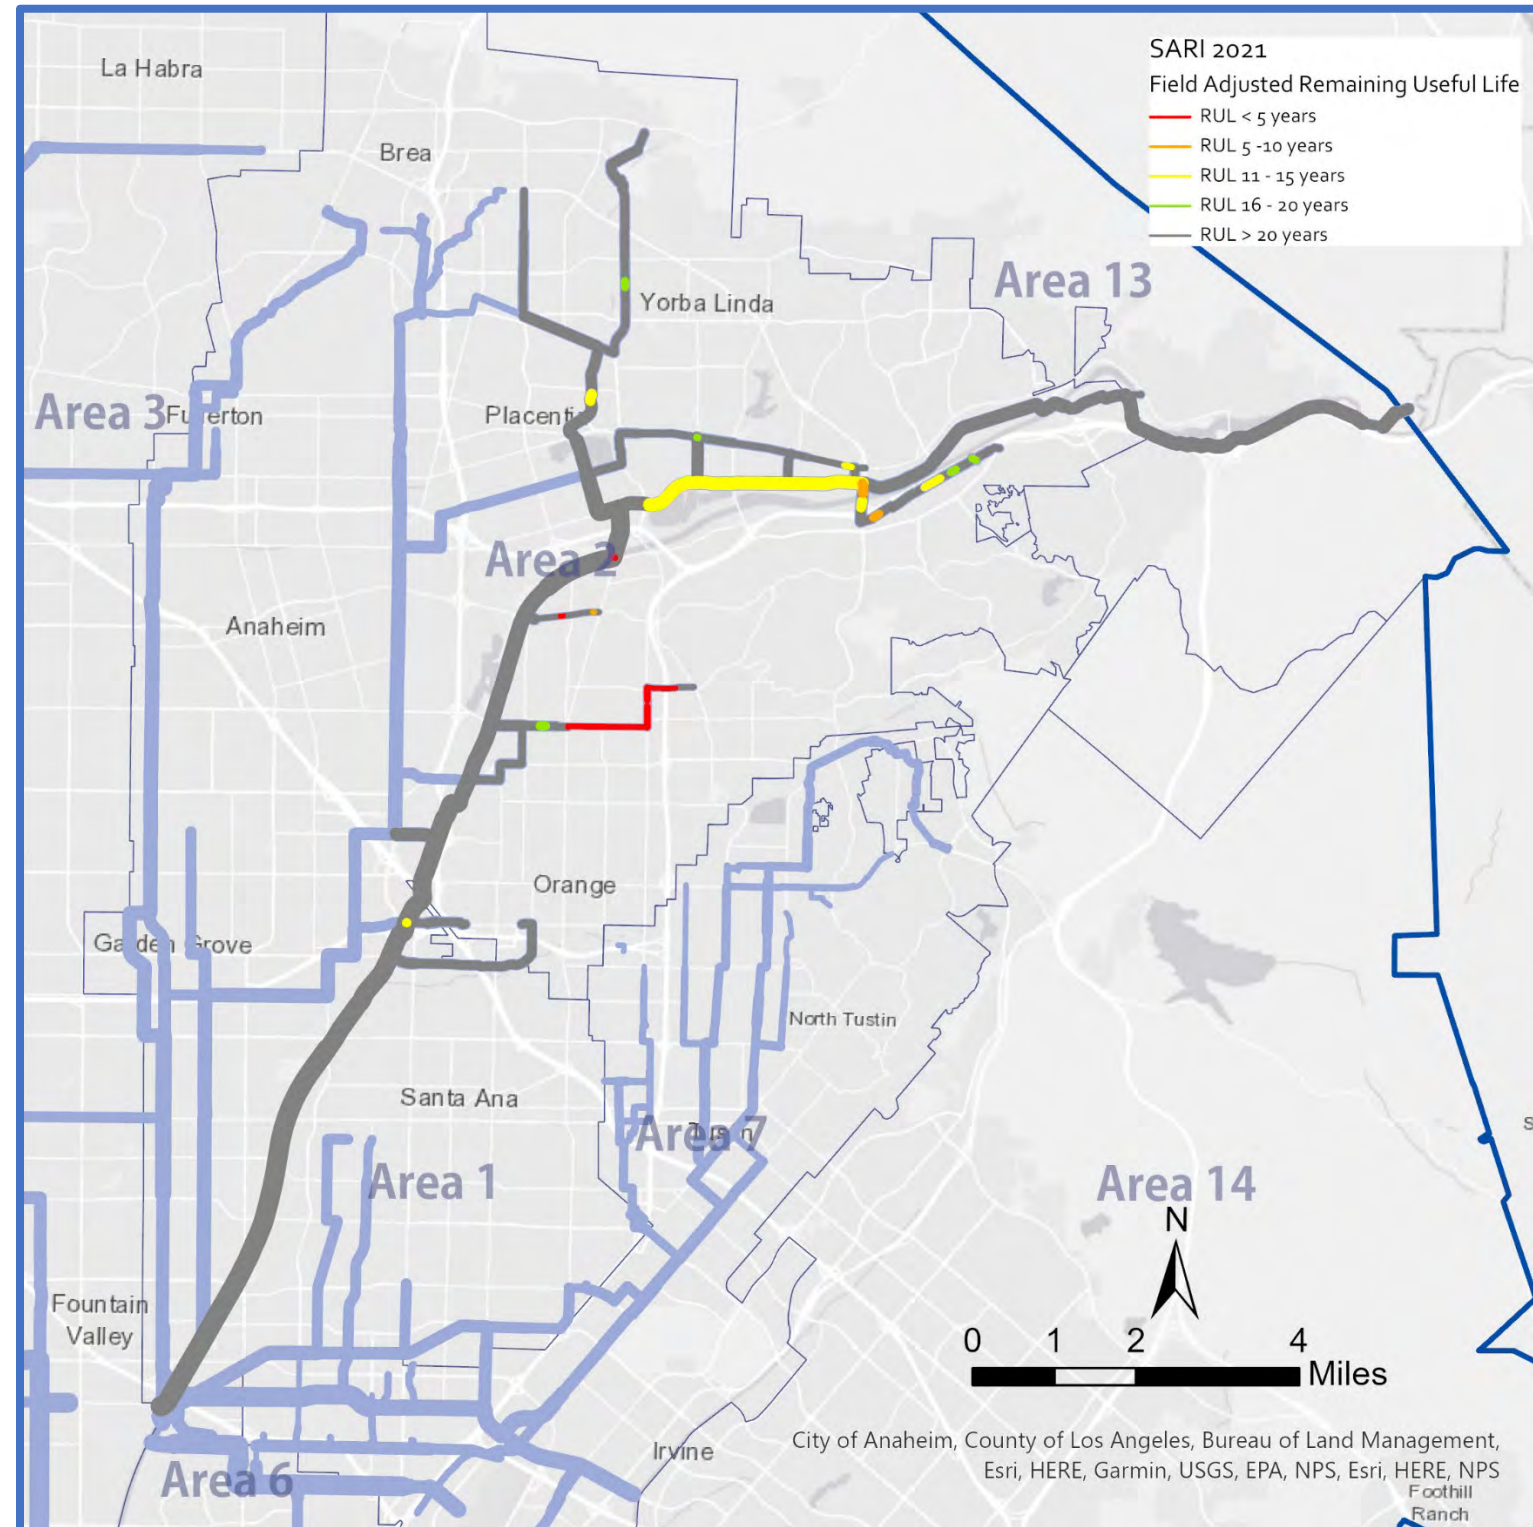 SARI 2021
Field Adjusted Remaining Useful Life
RUL < 5 years
RUL 5 -10 years
RUL 11 - 15 years
RUL 16 - 20 years
RUL > 20 years
La Habra
Brea
Area 13
Yorba Linda
Area 3
Fullerton
Placenti
Area 2
Anaheim
Orange
Garden Grove
North Tustin
Santa Ana
Area 7
Tustin
Area 1
Area 14
N
Fountain
Valley
0 1 2 4
Miles
City of Anaheim, County of Los Angeles, Bureau of Land Management,
Esri, HERE, Garmin, USGS, EPA, NPS, Esri, HERE, NPS
Irvine
Area 6
Foothill
Ranch